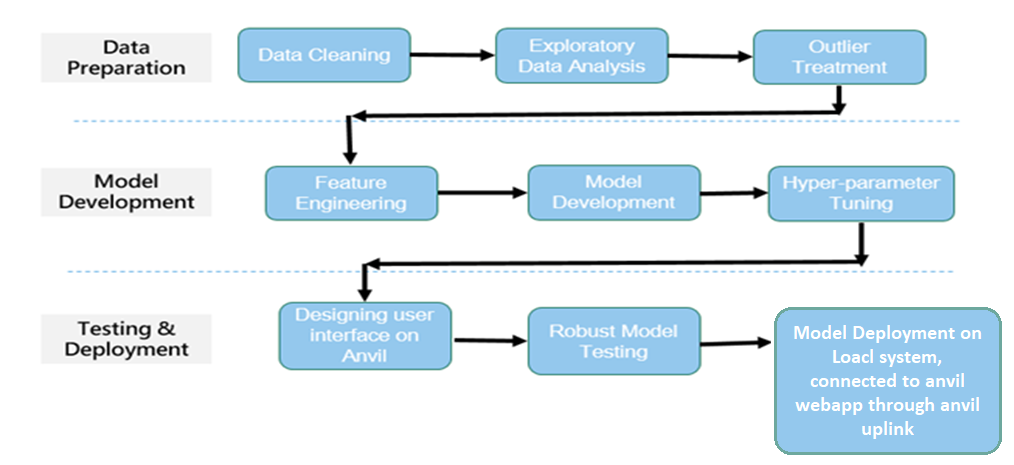 Data
Preparation
Data Cleaning
Exploratory
Data Analysis
Outlier
Treatment
Model
Development
Feature
Engineering
Model
Development
Hyper-parameter
Tuning
Testing &
Deployment
Designing user
interface on
Anvil
Robust Model
Testing
Model Deployment on
Loacl system,
connected to anvil
webapp through anvil
uplink